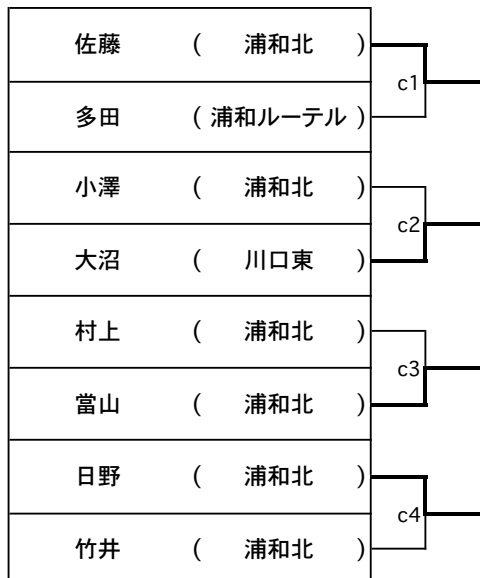 佐藤 ( 浦和北 )
c1
多田 ( 浦和ルーテル )
小澤 ( 浦和北 )
c2
大沼 ( 川口東 )
村上 ( 浦和北 )
c3
當山 ( 浦和北 )
日野 ( 浦和北 )
c4
竹井 ( 浦和北 )